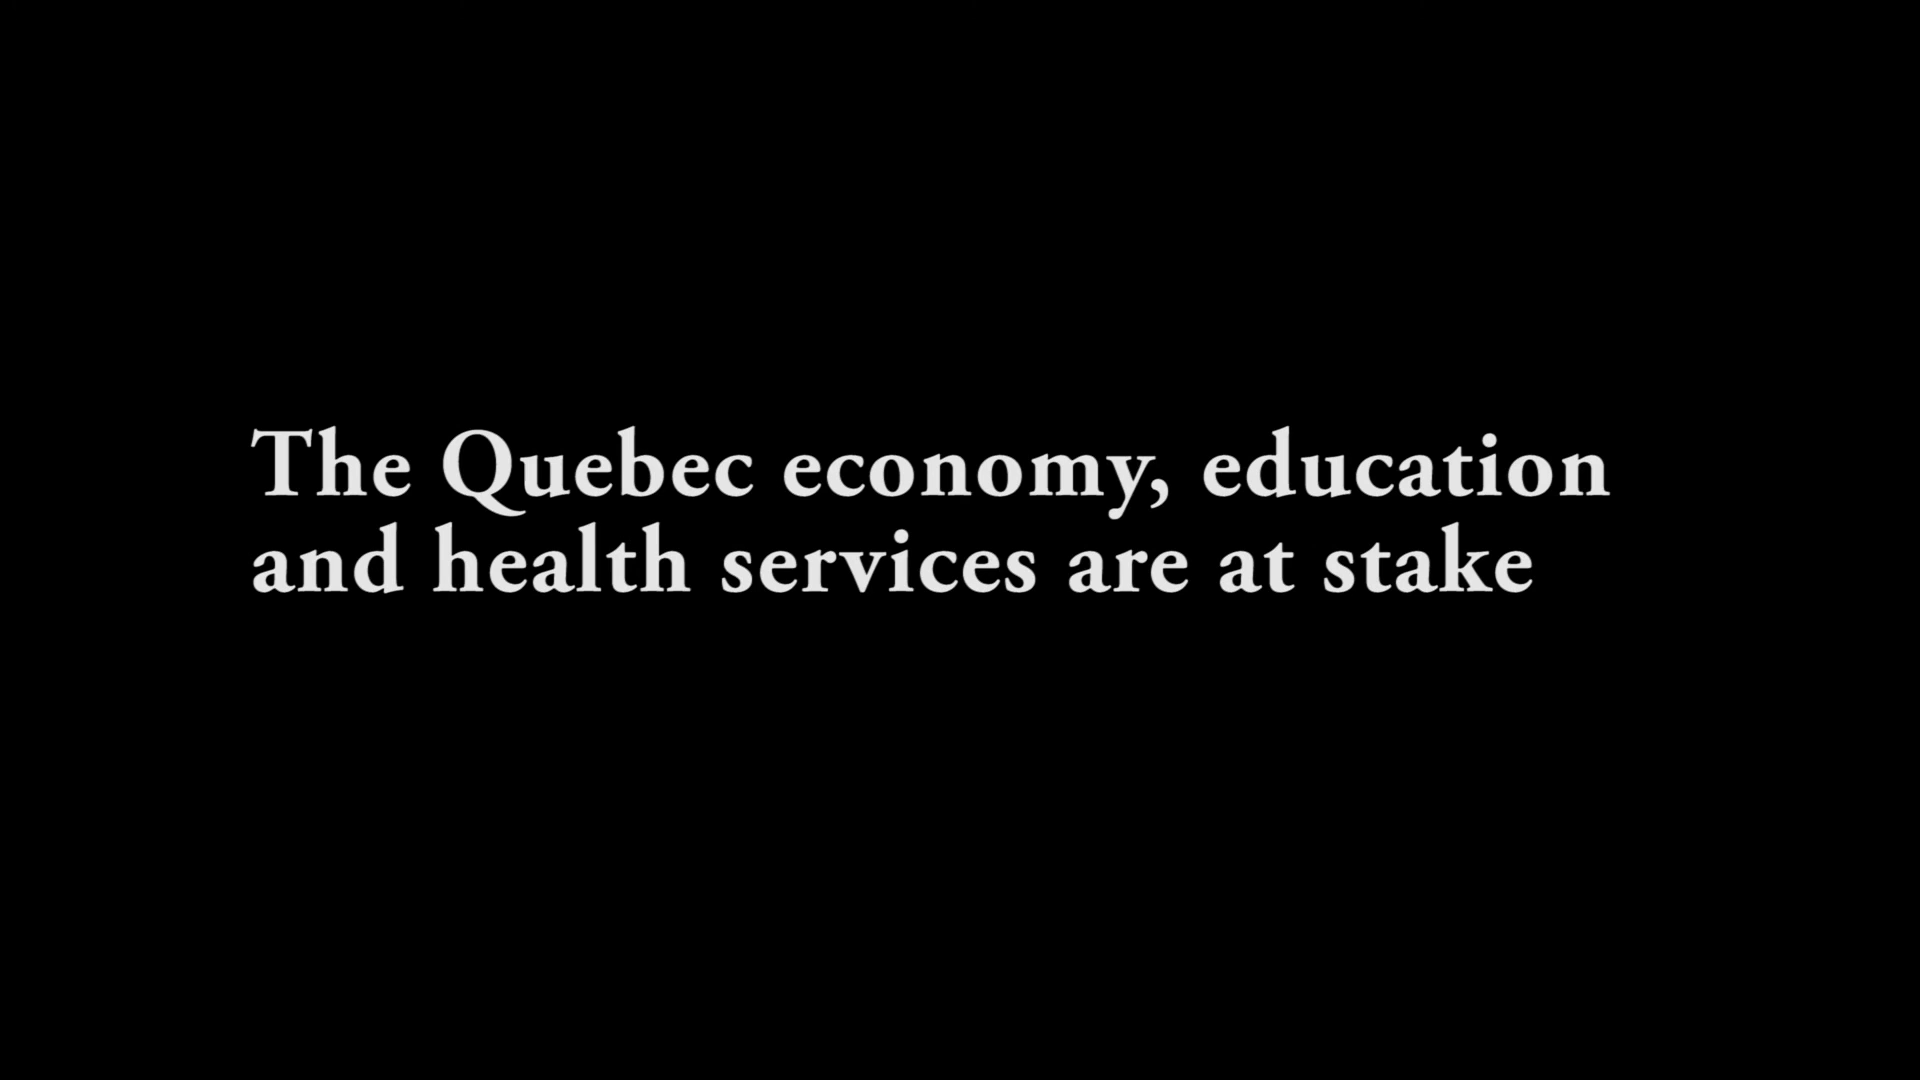 The Quebec economy, education
and health services are at stake